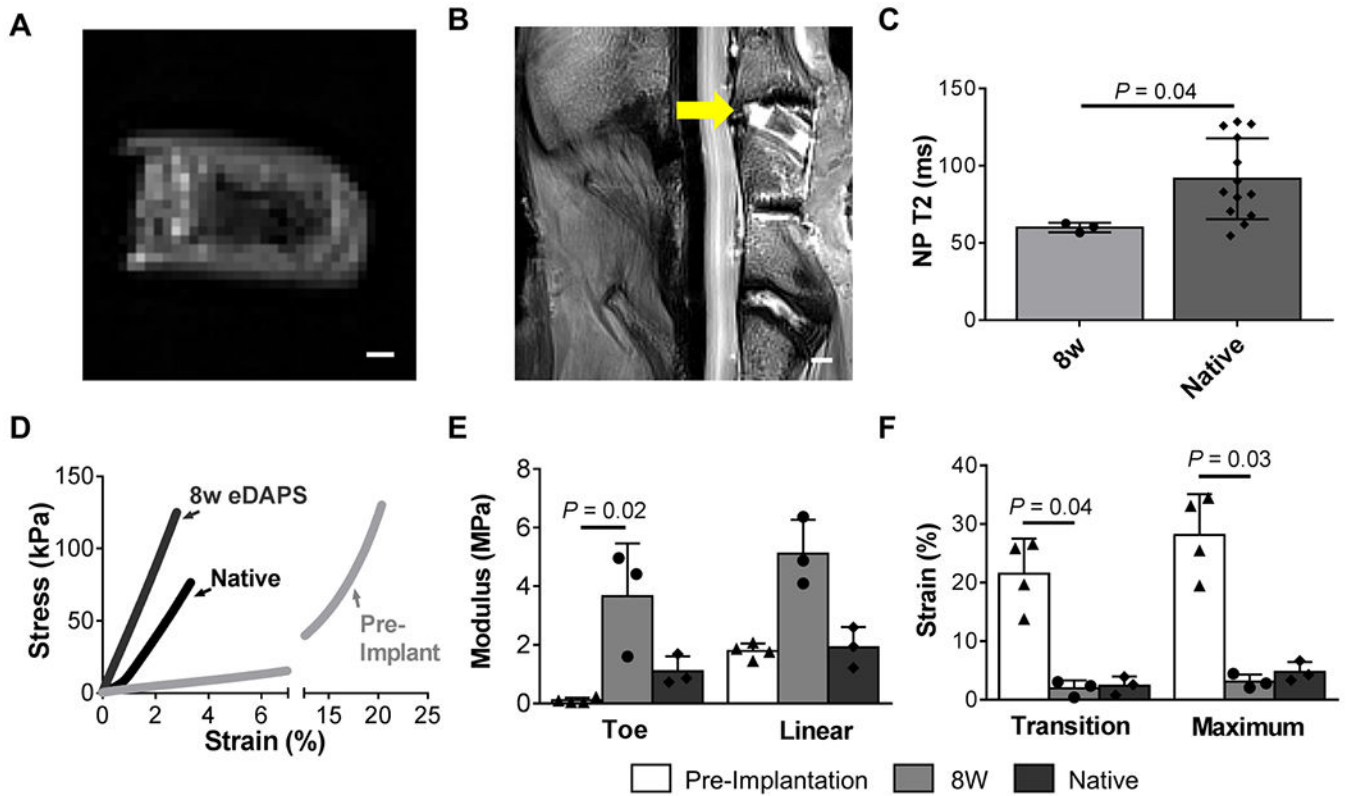 A
B
C
150
100
50
0
NP T2 (ms)
P = 0.04
8w
Native
D
150
100
50
0
Stress (kPa)
8w eDAPS
Native
Pre-
Implant
0 2 4 6 15 20 25
Strain (%)
E
8
6
4
2
0
Modulus (MPa)
P = 0.02
Toe Linear
F
40
30
20
10
0
Strain (%)
P = 0.04
P = 0.03
Transition Maximum
Pre-Implantation 8W Native